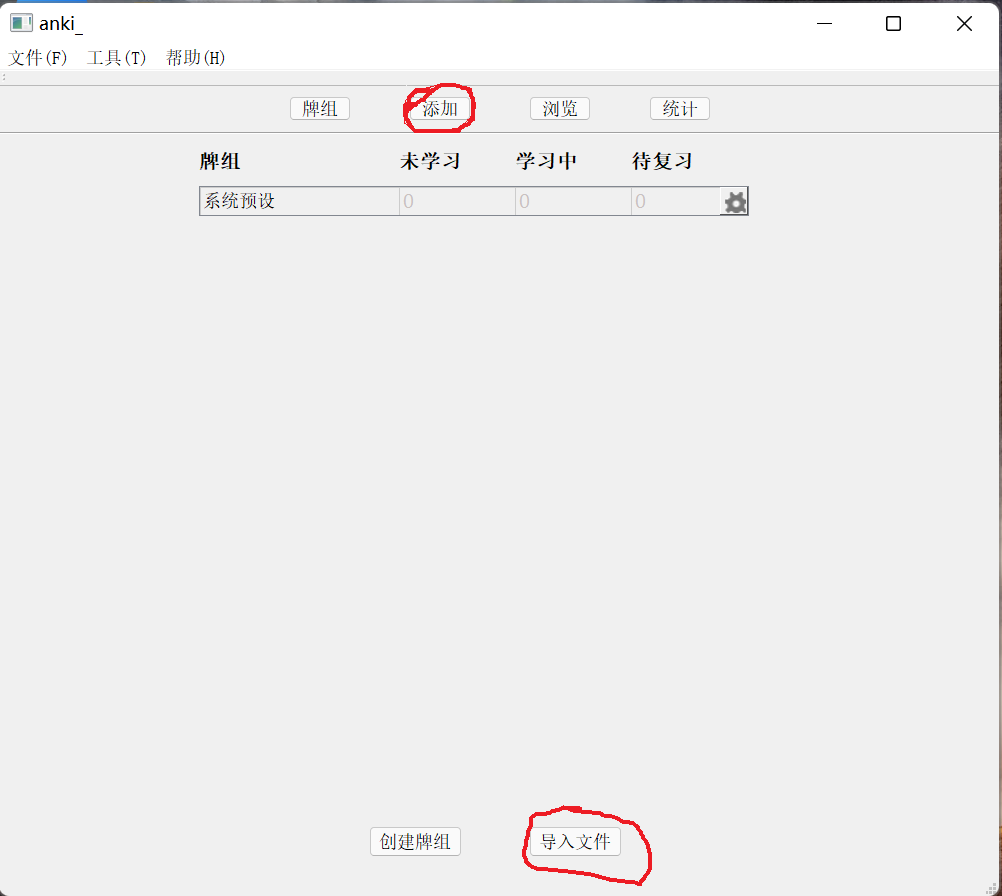 anki_
文件(F) 工具(T) 帮助(H)
牌组 添加 浏览 统计
牌组 未学习 学习中 待复习
系统预设 0 0 0
创建牌组 导入文件